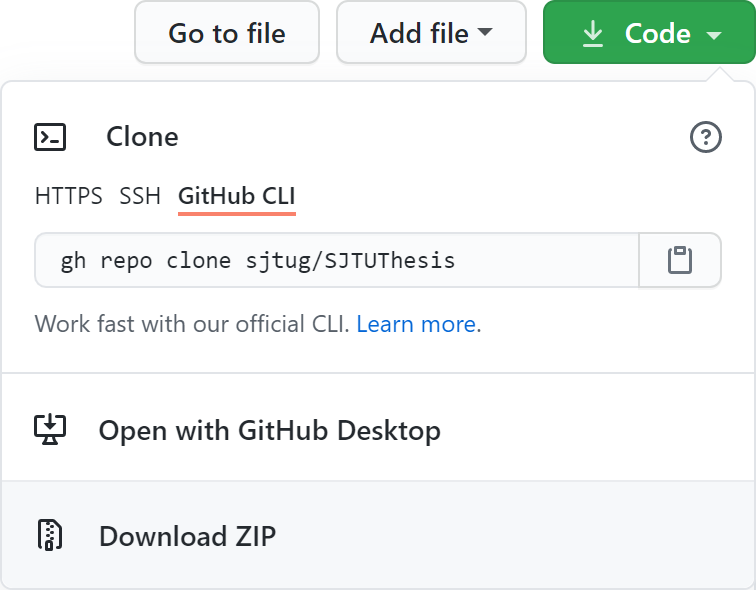 Go to file Add file Code
Clone
HTTPS SSH GitHub CLI
gh repo clone sjtug/SJTUThesis
Work fast with our official CLI. Learn more.
Open with GitHub Desktop
Download ZIP